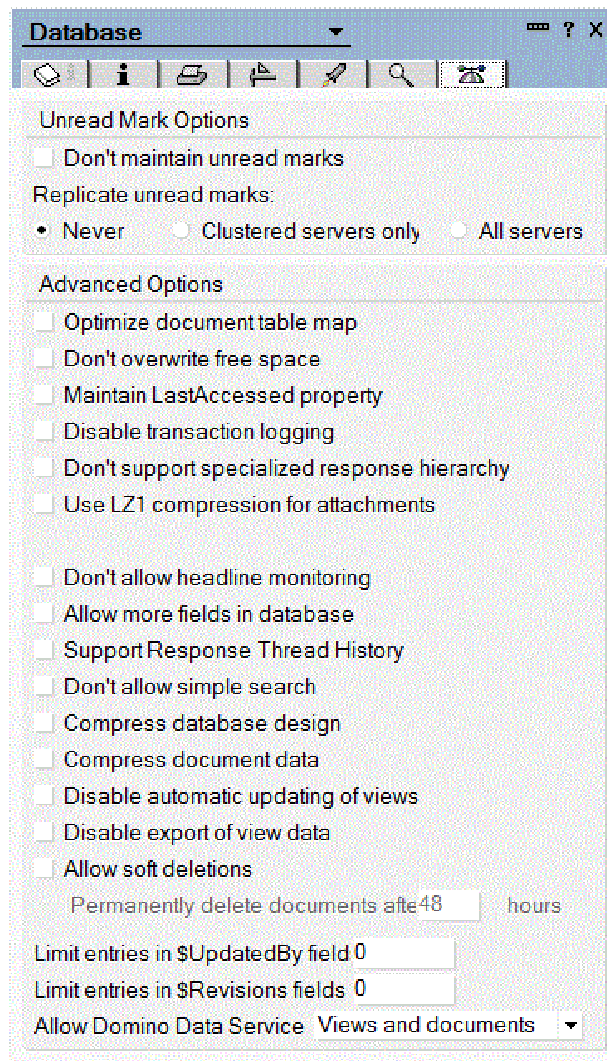 Database
? X
i
Unread Mark Options
Don't maintain unread marks
Replicate unread marks:
Never Clustered servers only All servers
Advanced Options
Optimize document table map
Don't overwrite free space
Maintain LastAccessed property
Disable transaction logging
Don't support specialized response hierarchy
Use LZ1 compression for attachments
Don't allow headline monitoring
Allow more fields in database
Support Response Thread History
Don't allow simple search
Compress database design
Compress document data
Disable automatic updating of views
Disable export of view data
Allow soft deletions
Permanently delete documents afte 48 hours
Limit entries in $UpdatedBy field 0
Limit entries in $Revisions fields 0
Allow Domino Data Service Views and documents